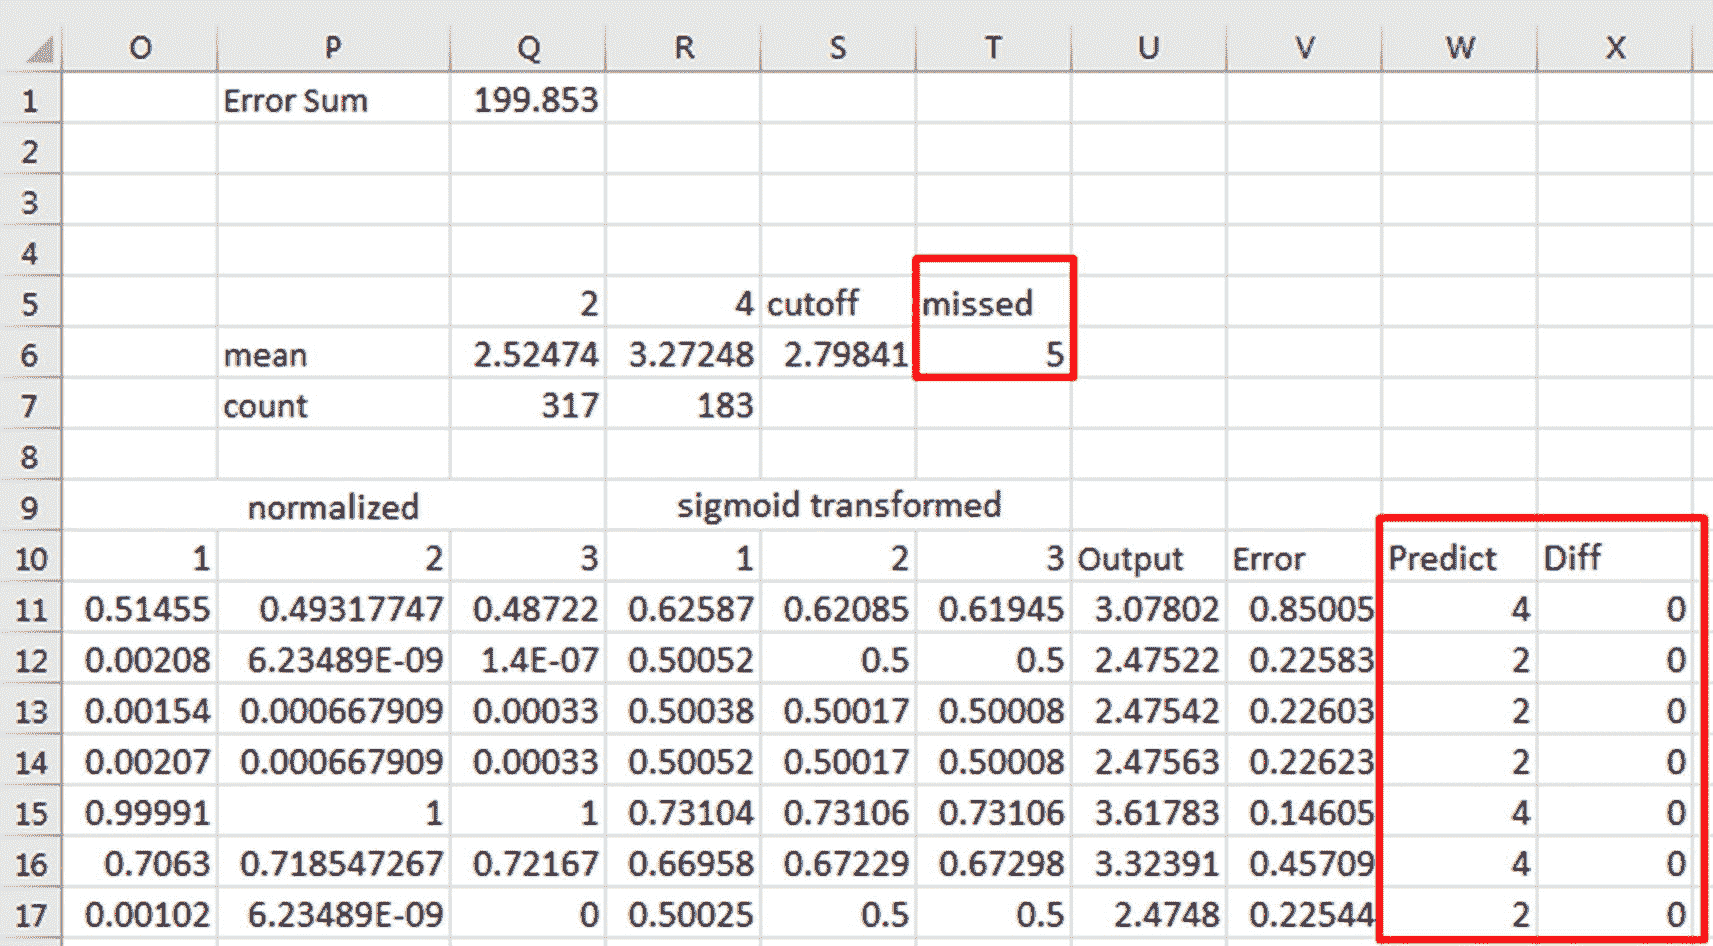 O P Q R S T U V W X
1 Error Sum 199.853
2
3
4
5 2 4 cutoff missed
6 mean 2.52474 3.27248 2.79841 5
7 count 317 183
8
9 normalized sigmoid transformed
10 1 2 3 1 2 3 Output Error Predict Diff
11 0.51455 0.49317747 0.48722 0.62587 0.62085 0.61945 3.07802 0.85005 4 0
12 0.00208 6.23489E-09 1.4E-07 0.50052 0.5 0.5 2.47522 0.22583 2 0
13 0.00154 0.000667909 0.00033 0.50038 0.50017 0.50008 2.47542 0.22603 2 0
14 0.00207 0.000667909 0.00033 0.50052 0.50017 0.50008 2.47563 0.22623 2 0
15 0.99991 1 1 0.73104 0.73106 0.73106 3.61783 0.14605 4 0
16 0.7063 0.718547267 0.72167 0.66958 0.67229 0.67298 3.32391 0.45709 4 0
17 0.00102 6.23489E-09 0 0.50025 0.5 0.5 2.4748 0.22544 2 0